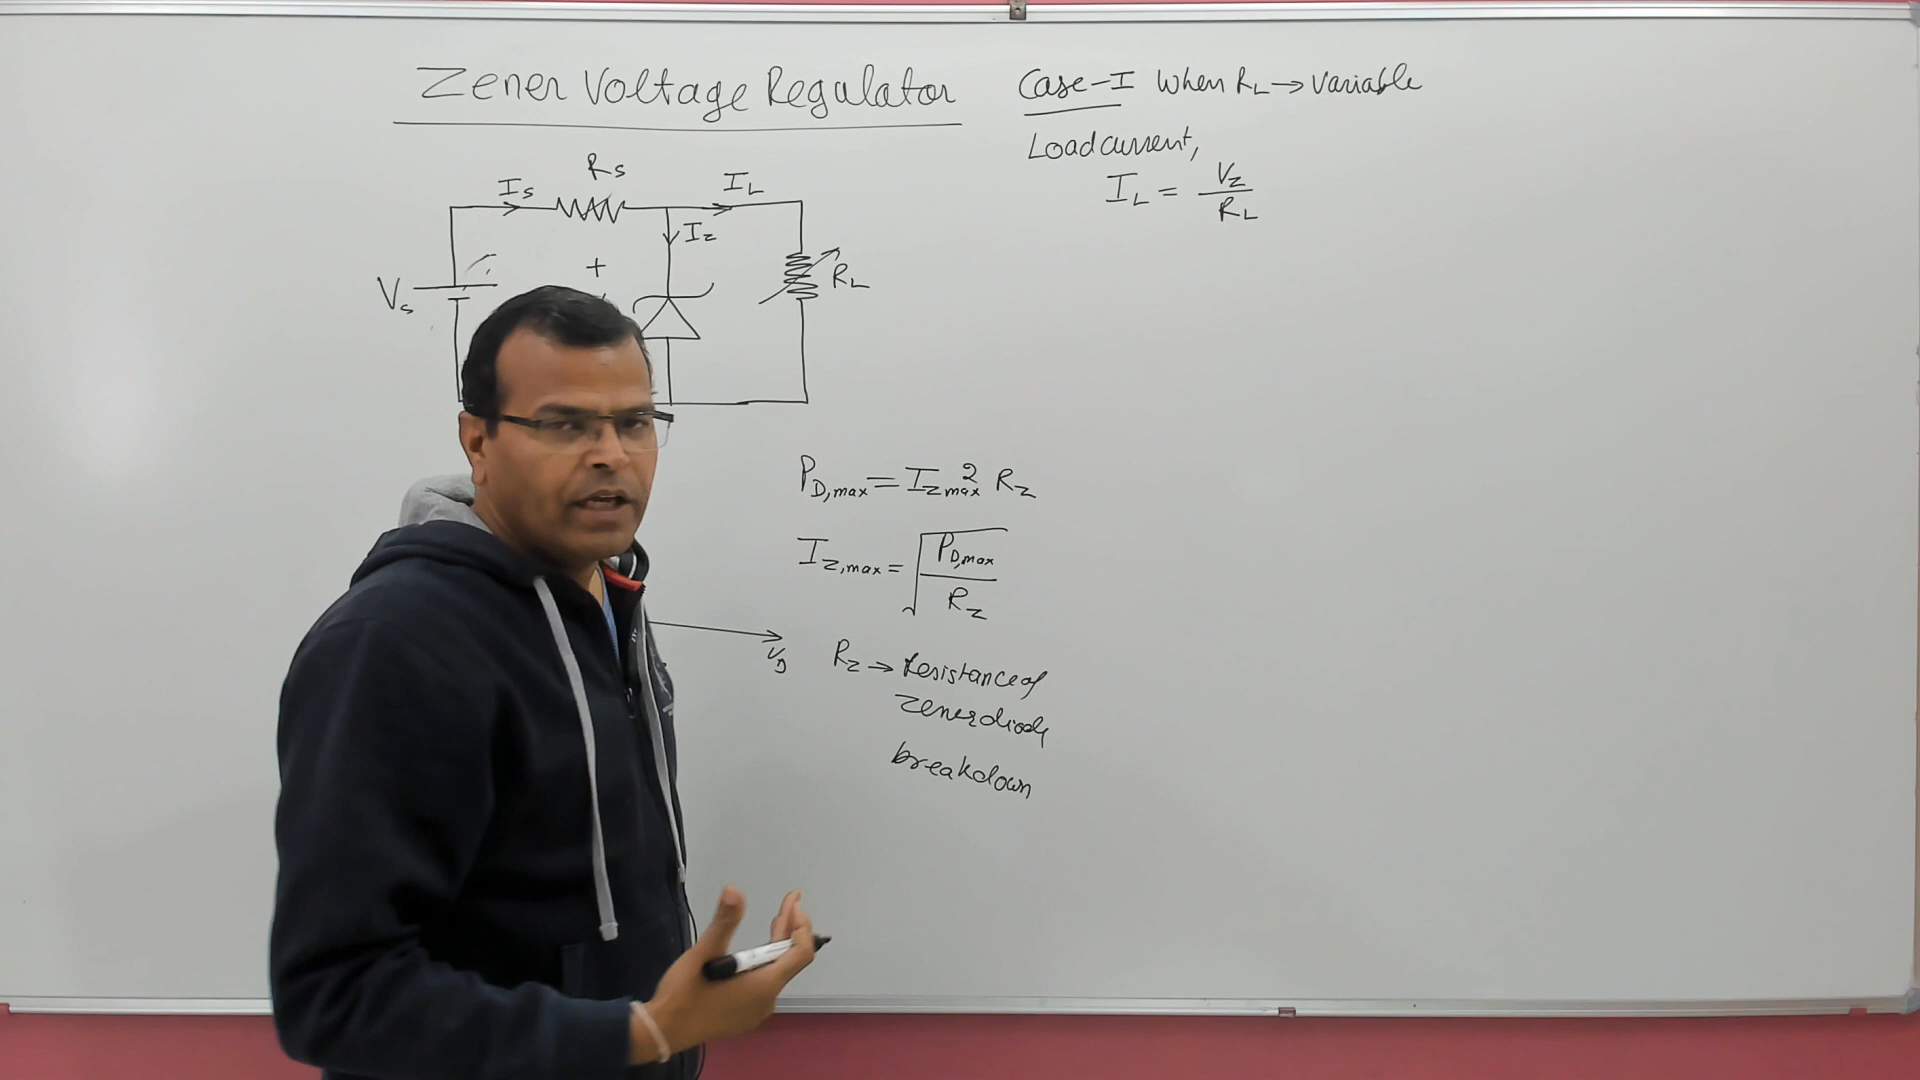 Zener Voltage Regulator
Rs
Is
IL
Iz
+
Vs
RL
Case-I When RL → Variable
Load current,
IL = Vz / RL
PD,max = Izmax² Rz
Iz,max = √(PD,max / Rz)
VD
Rz → Resistance of
zener diode
breakdown